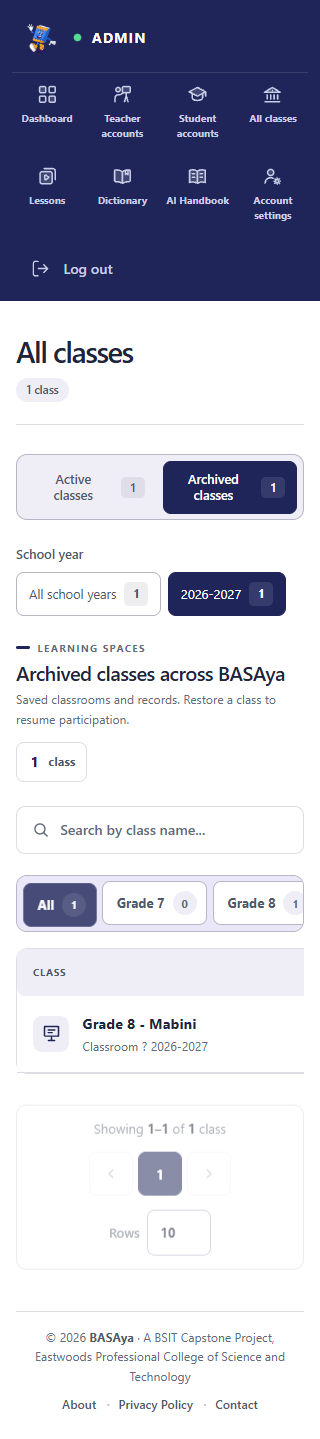 ADMIN
Dashboard
Teacher
accounts
Student
accounts
All classes
Lessons
Dictionary
AI Handbook
Account
settings
Log out
All classes
1 class
Active
classes
1
Archived
classes
1
School year
All school years 1
2026-2027 1
LEARNING SPACES
Archived classes across BASAya
Saved classrooms and records. Restore a class to
resume participation.
1 class
Search by class name...
All 1
Grade 7 0
Grade 8 1
CLASS
Grade 8 - Mabini
Classroom ? 2026-2027
Showing 1–1 of 1 class
1
Rows 10
© 2026 BASAya · A BSIT Capstone Project,
Eastwoods Professional College of Science and
Technology
About · Privacy Policy · Contact